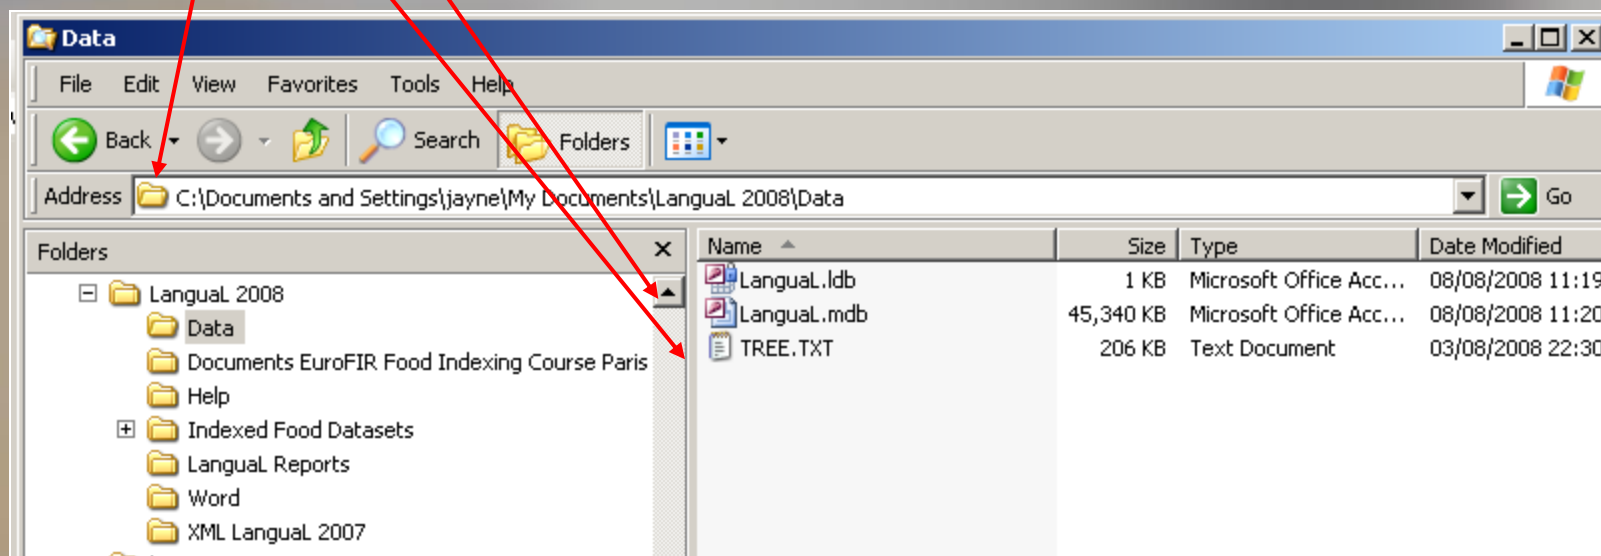 Data
File Edit View Favorites Tools Help
Back Search Folders
Address C:\Documents and Settings\jayne\My Documents\LanguaL 2008\Data Go
Folders
Name Size Type Date Modified
LanguaL 2008
Data
Documents EuroFIR Food Indexing Course Paris
Help
Indexed Food Datasets
LanguaL Reports
Word
XML LanguaL 2007
LanguaL.ldb 1 KB Microsoft Office Acc... 08/08/2008 11:19
LanguaL.mdb 45,340 KB Microsoft Office Acc... 08/08/2008 11:20
TREE.TXT 206 KB Text Document 03/08/2008 22:30